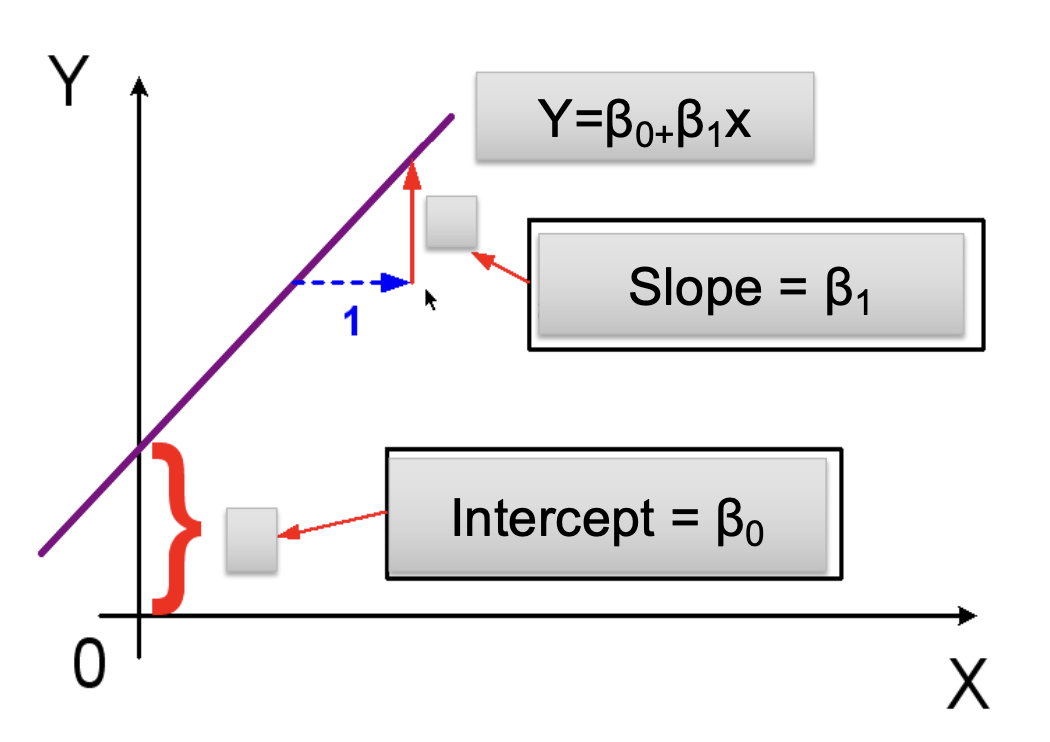 Y
Y=β₀₊β₁x
Slope = β₁
1
Intercept = β₀
0
X